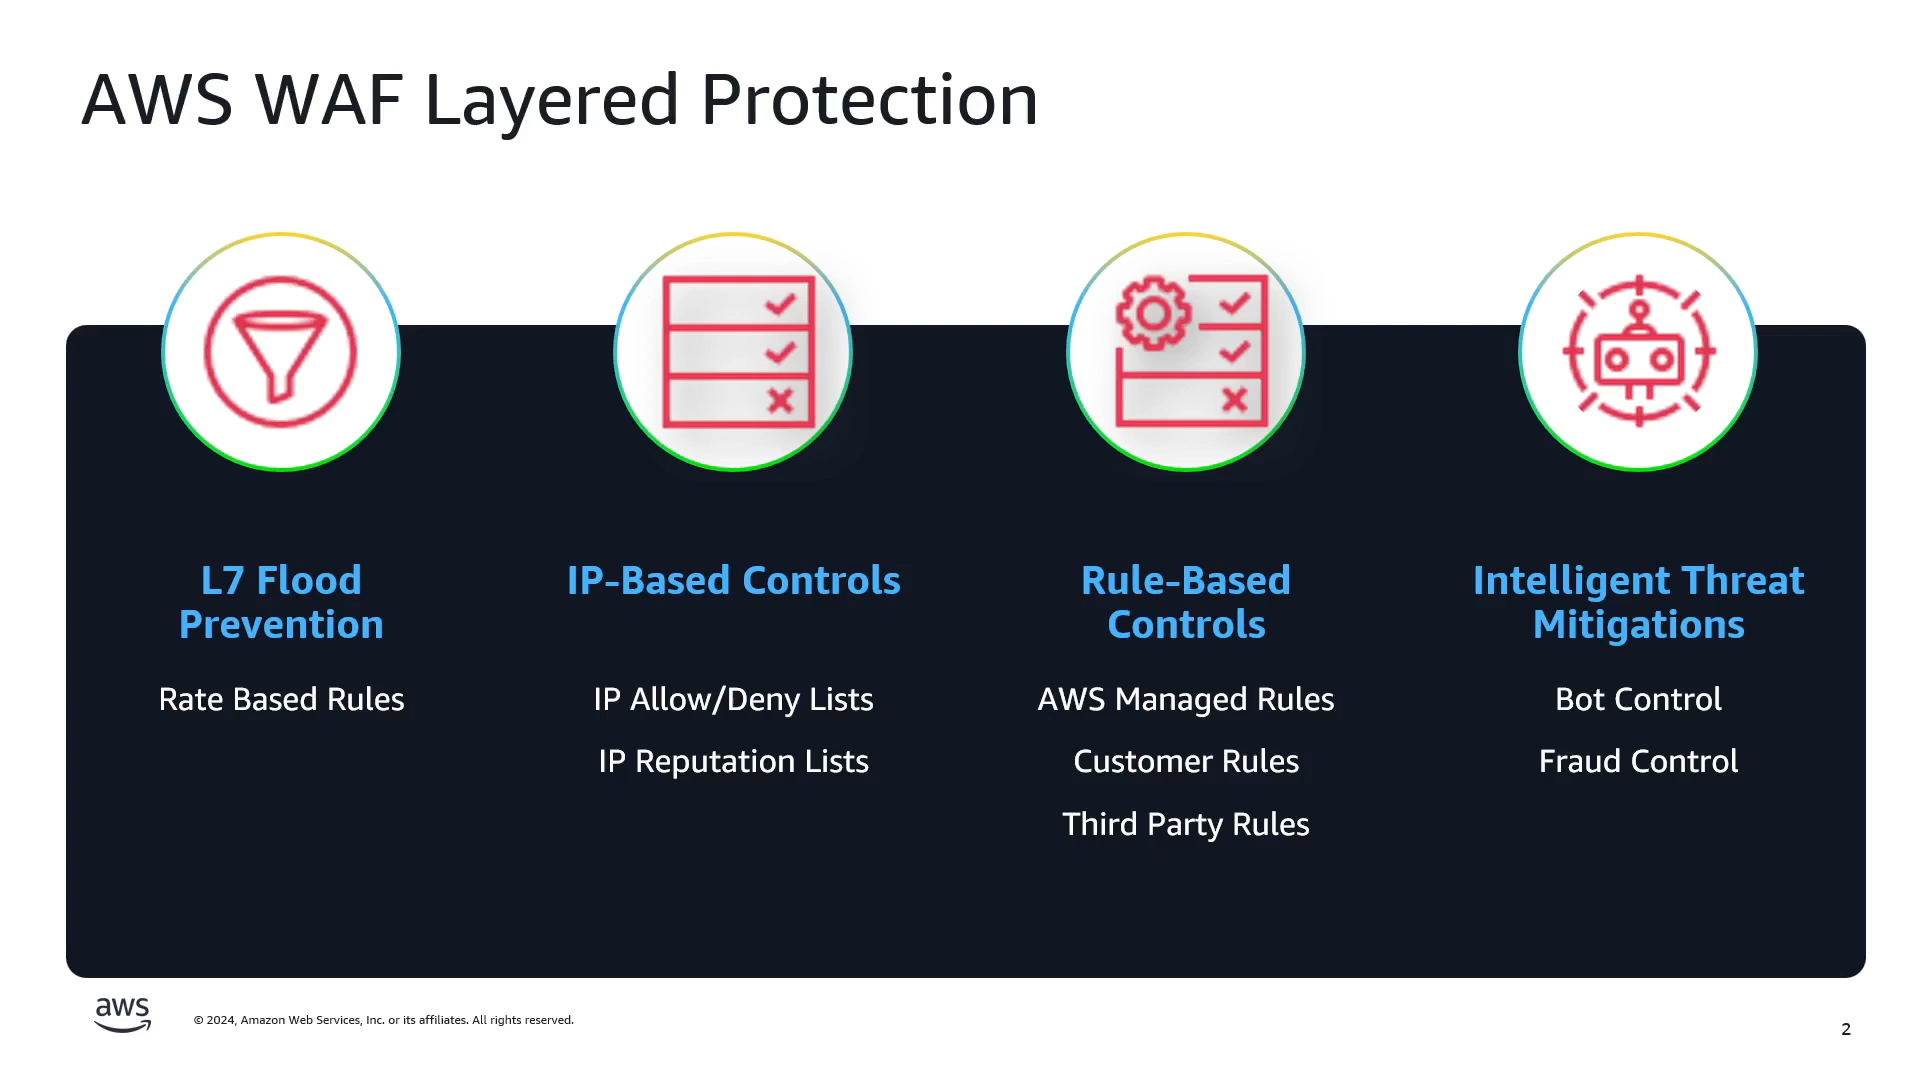 AWS WAF Layered Protection
L7 Flood
Prevention
Rate Based Rules
IP-Based Controls
IP Allow/Deny Lists
IP Reputation Lists
Rule-Based
Controls
AWS Managed Rules
Customer Rules
Third Party Rules
Intelligent Threat
Mitigations
Bot Control
Fraud Control
aws
© 2024, Amazon Web Services, Inc. or its affiliates. All rights reserved.
2